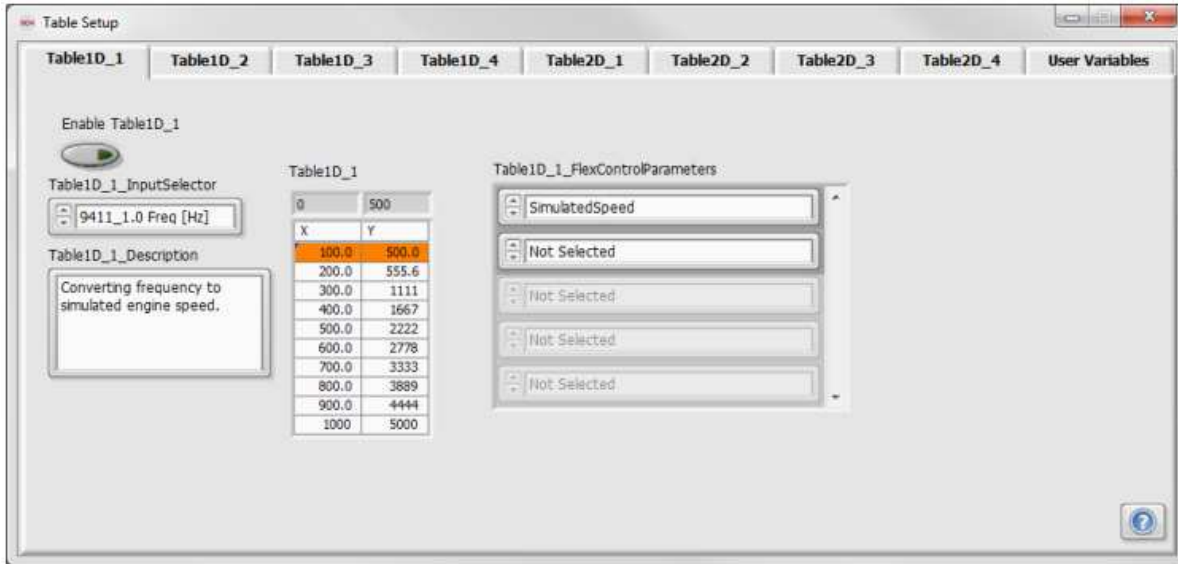 Table Setup
Table1D_1 Table1D_2 Table1D_3 Table1D_4 Table2D_1 Table2D_2 Table2D_3 Table2D_4 User Variables
Enable Table1D_1
Table1D_1_InputSelector
9411_1.0 Freq [Hz]
Table1D_1_Description
Converting frequency to
simulated engine speed.
Table1D_1
0 500
X Y
100.0 500.0
200.0 555.6
300.0 1111
400.0 1667
500.0 2222
600.0 2778
700.0 3333
800.0 3889
900.0 4444
1000 5000
Table1D_1_FlexControlParameters
SimulatedSpeed
Not Selected
Not Selected
Not Selected
Not Selected